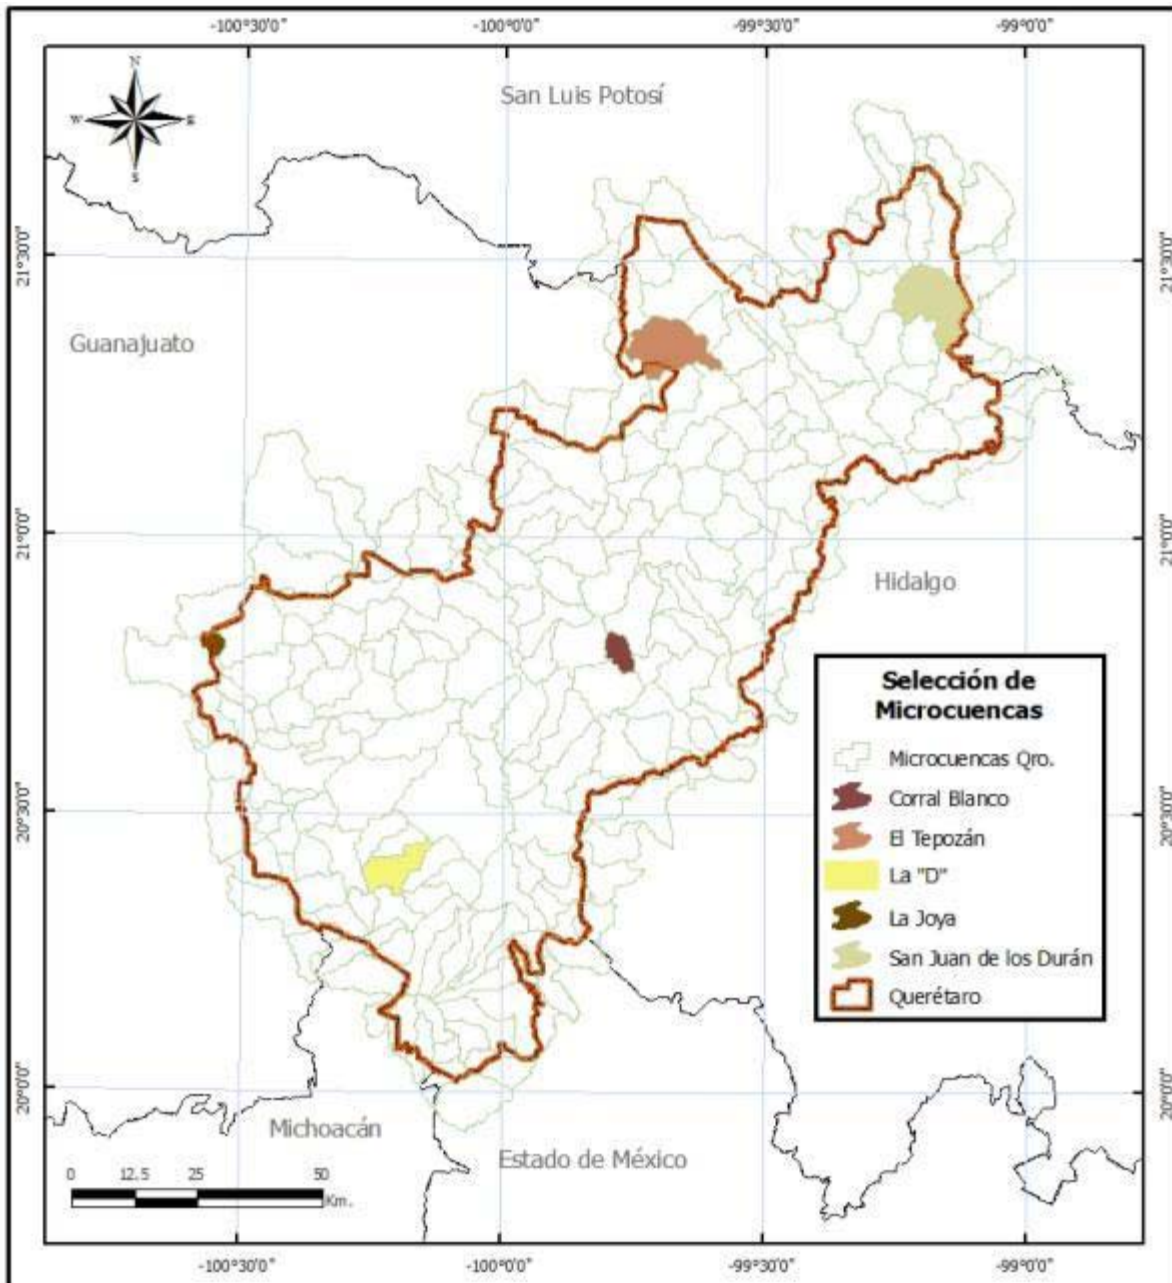 -100°30'0" -100°0'0" -99°30'0" -99°0'0"
N
W E
S
San Luis Potosí
21°30'0" 21°30'0"
Guanajuato
21°0'0" 21°0'0"
Hidalgo
Selección de
Microcuencas
Microcuencas Qro.
Corral Blanco
El Tepozán
La "D"
La Joya
San Juan de los Durán
Querétaro
20°30'0" 20°30'0"
20°0'0" 20°0'0"
Michoacán
Estado de México
0 12.5 25 50
Km.
-100°30'0" -100°0'0" -99°30'0" -99°0'0"